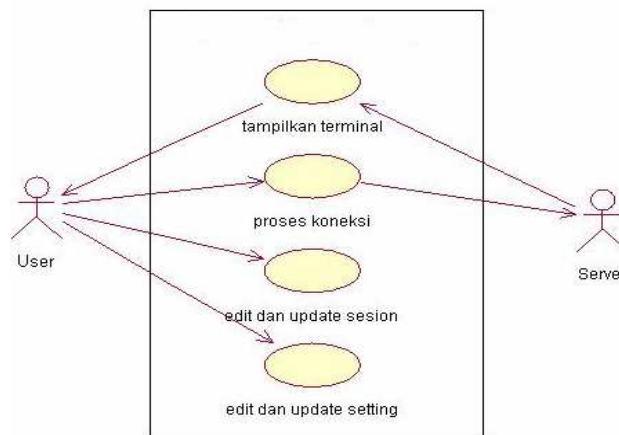 tampilkan terminal
proses koneksi
User
Serve
edit dan update sesion
edit dan update setting